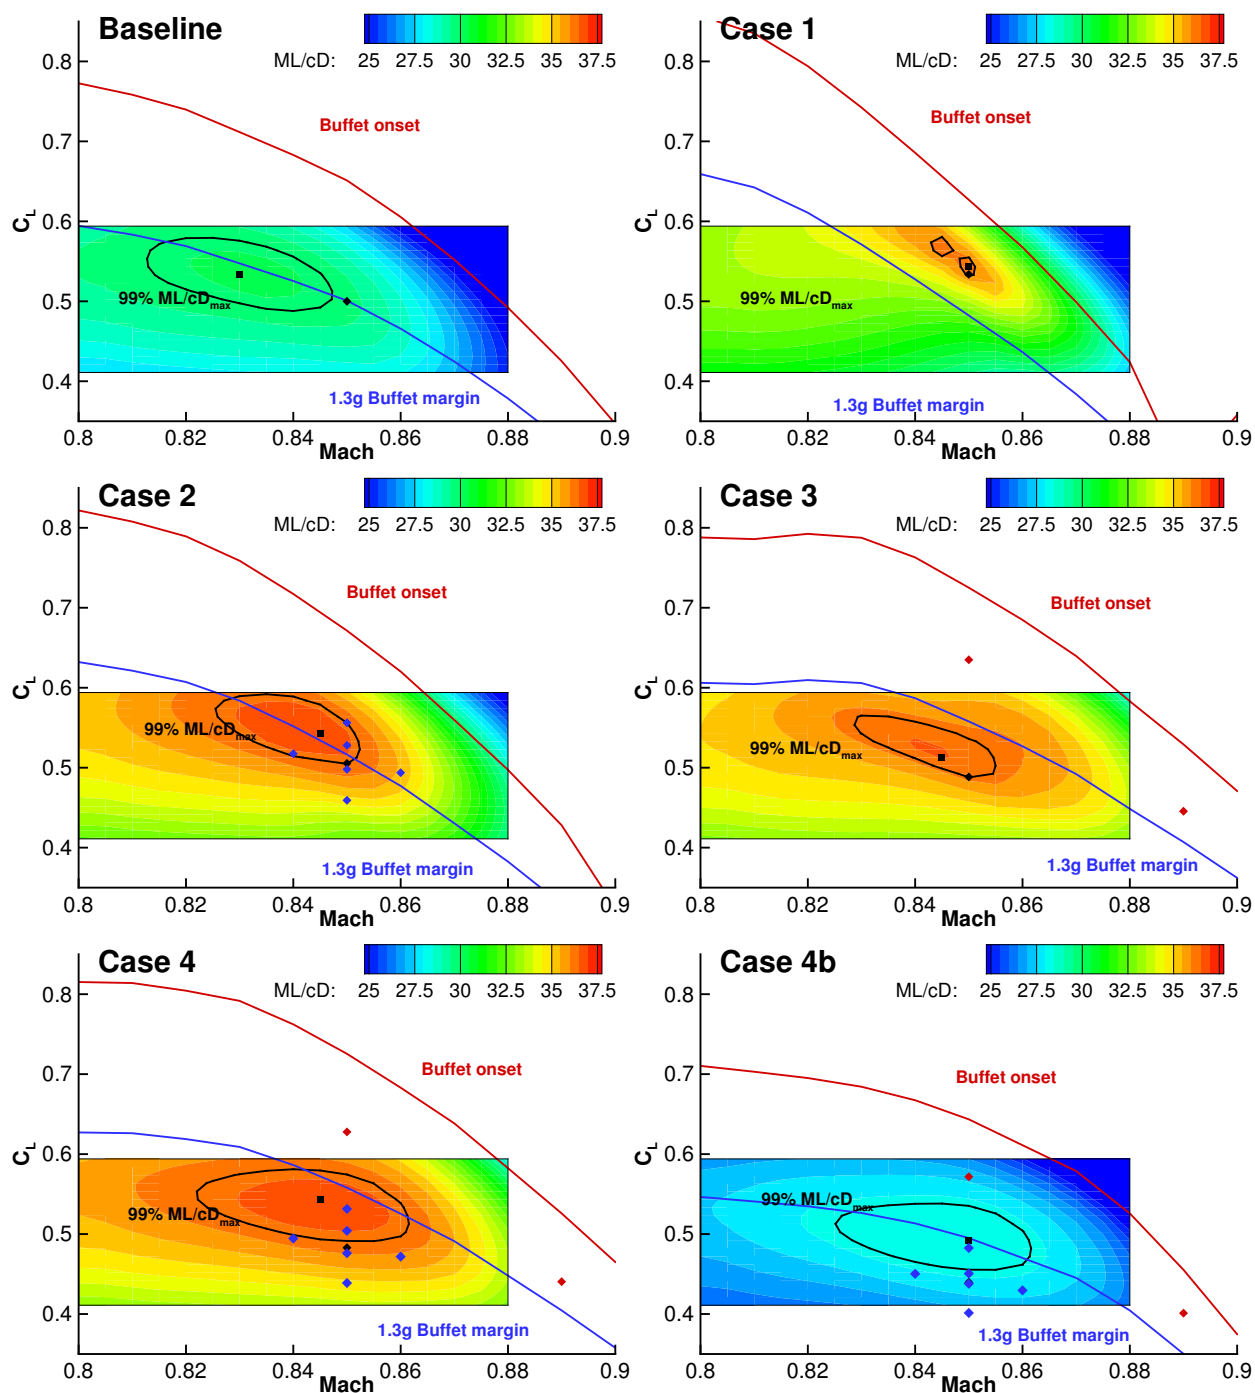 Baseline
ML/cD: 25 27.5 30 32.5 35 37.5
0.8
0.7
0.6
0.5
0.4
C_L
Buffet onset
99% ML/cD_max
1.3g Buffet margin
0.8 0.82 0.84 0.86 0.88 0.9
Mach
Case 1
ML/cD: 25 27.5 30 32.5 35 37.5
0.8
0.7
0.6
0.5
0.4
C_L
Buffet onset
99% ML/cD_max
1.3g Buffet margin
0.8 0.82 0.84 0.86 0.88 0.9
Mach
Case 2
ML/cD: 25 27.5 30 32.5 35 37.5
0.8
0.7
0.6
0.5
0.4
C_L
Buffet onset
99% ML/cD_max
1.3g Buffet margin
0.8 0.82 0.84 0.86 0.88 0.9
Mach
Case 3
ML/cD: 25 27.5 30 32.5 35 37.5
0.8
0.7
0.6
0.5
0.4
C_L
Buffet onset
99% ML/cD_max
1.3g Buffet margin
0.8 0.82 0.84 0.86 0.88 0.9
Mach
Case 4
ML/cD: 25 27.5 30 32.5 35 37.5
0.8
0.7
0.6
0.5
0.4
C_L
Buffet onset
99% ML/cD_max
1.3g Buffet margin
0.8 0.82 0.84 0.86 0.88 0.9
Mach
Case 4b
ML/cD: 25 27.5 30 32.5 35 37.5
0.8
0.7
0.6
0.5
0.4
C_L
Buffet onset
99% ML/cD_max
1.3g Buffet margin
0.8 0.82 0.84 0.86 0.88 0.9
Mach